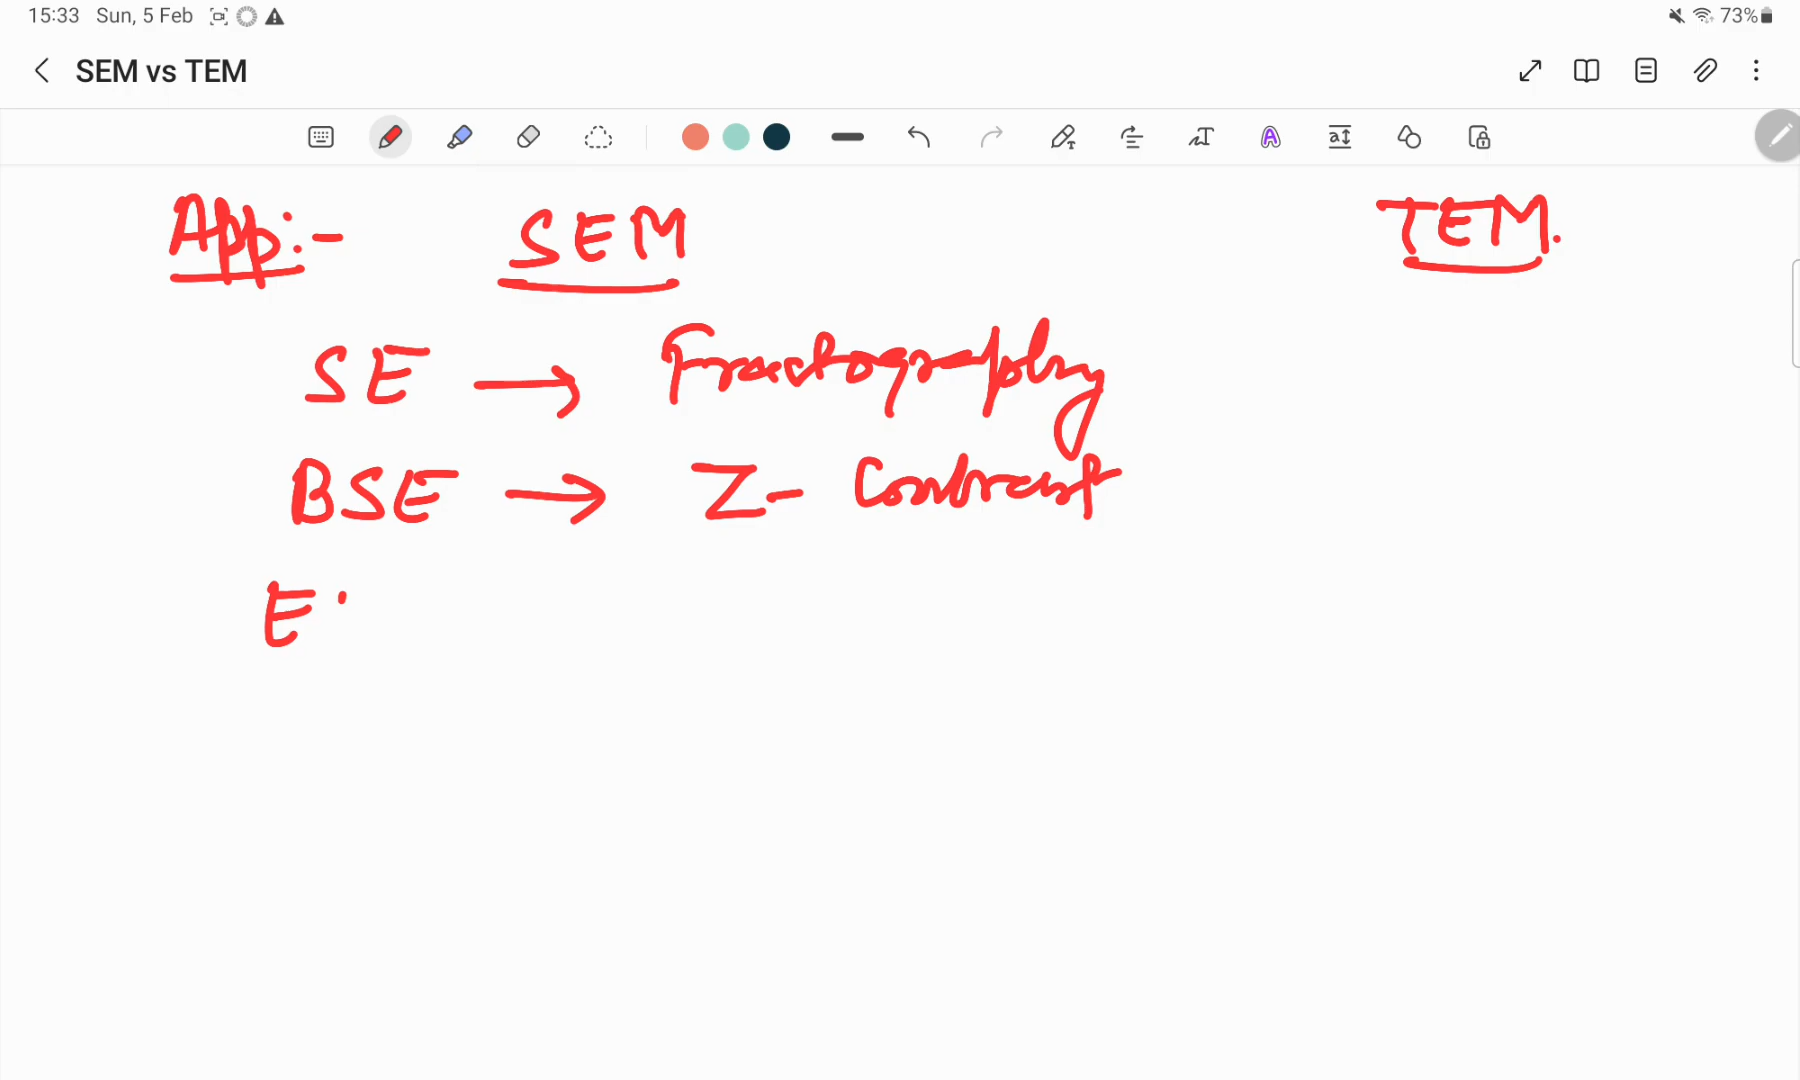 15:33 Sun, 5 Feb 73%
SEM vs TEM
App:- SEM TEM.
SE → Fractography
BSE → Z- Contrast
E